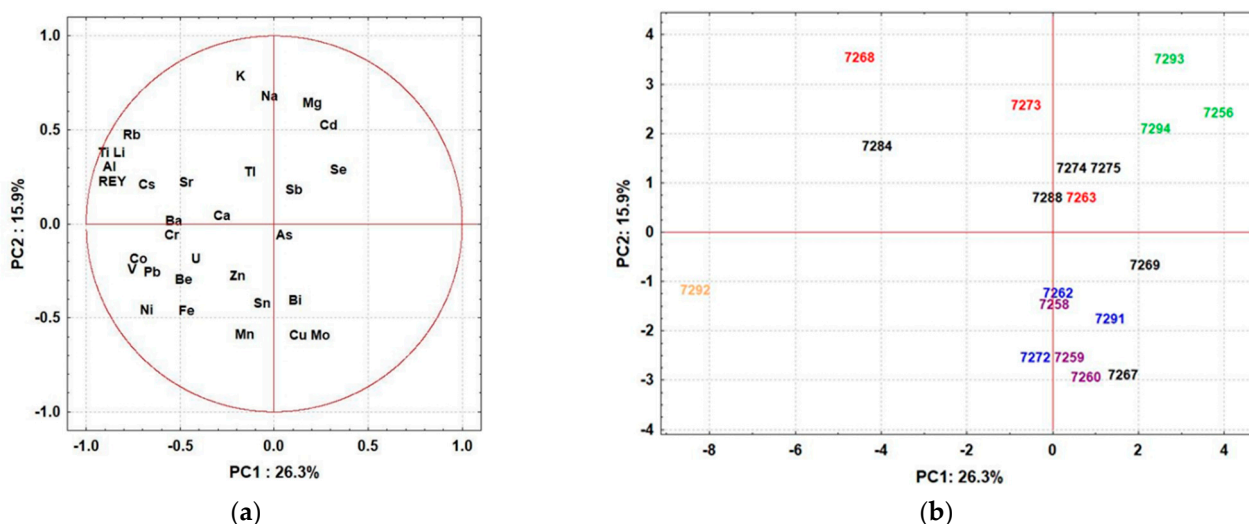 1.0
K
Na
Mg
Cd
0.5
Rb
Ti Li
Al
REY
Cs
Sr
Tl
Se
Sb
Ca
Ba
0.0
Cr
As
Co
V
Pb
U
Be
Zn
Ni
Fe
Sn
Bi
-0.5
Mn
Cu Mo
-1.0
-1.0 -0.5 0.0 0.5 1.0
PC2 : 15.9%
PC1 : 26.3%
(a)
4
7268
7293
3
7273
7256
7294
2
7284
7274 7275
1
7288 7263
0
7269
-1
7292
7262
7258
7291
-2
7272 7259
7260 7267
-3
-4
-8 -6 -4 -2 0 2 4
PC2: 15.9%
PC1: 26.3%
(b)